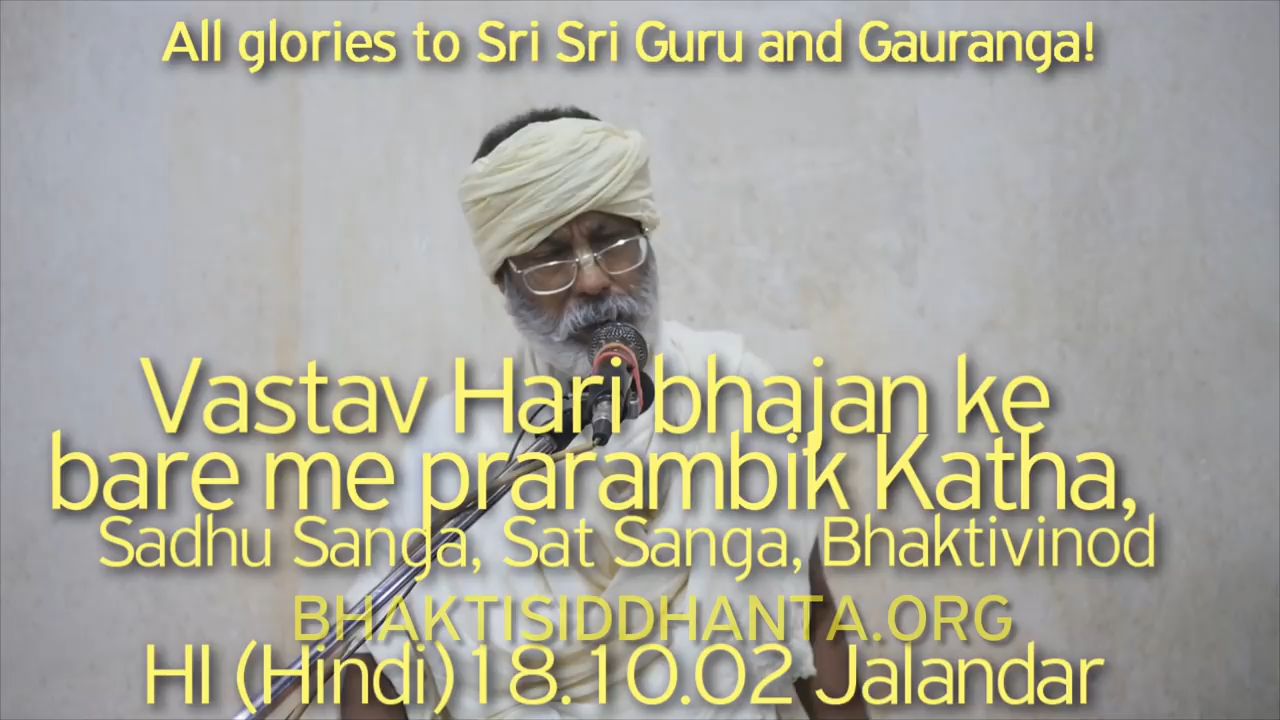 All glories to Sri Sri Guru and Gauranga!
Vastav Hari bhajan ke
bare me prarambik Katha,
Sadhu Sanga, Sat Sanga, Bhaktivinod
BHAKTISIDDHANTA.ORG
HI (Hindi)18.10.02 Jalandar